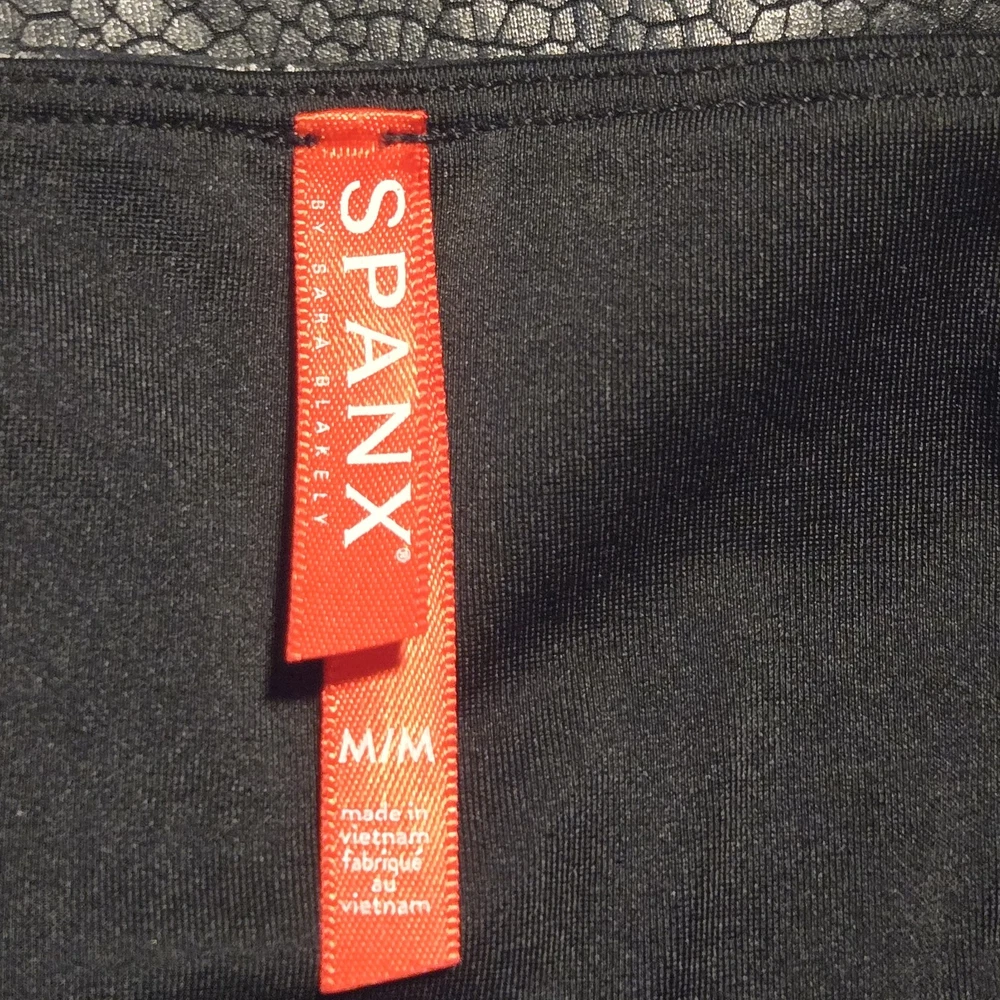 SPANX®
BY SARA BLAKELY
M/M
made in
vietnam
fabriqué
au
vietnam